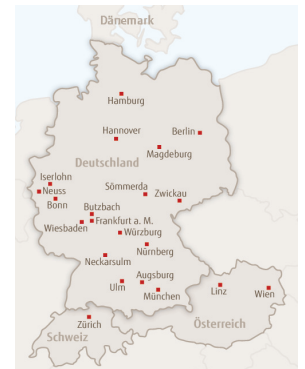 Dänemark
Hamburg
Hannover
Berlin
Magdeburg
Deutschland
Iserlohn
Sömmerda
Zwickau
Neuss
Bonn
Butzbach
Frankfurt a. M.
Wiesbaden
Würzburg
Nürnberg
Neckarsulm
Augsburg
Ulm
München
Linz
Wien
Zürich
Österreich
Schweiz